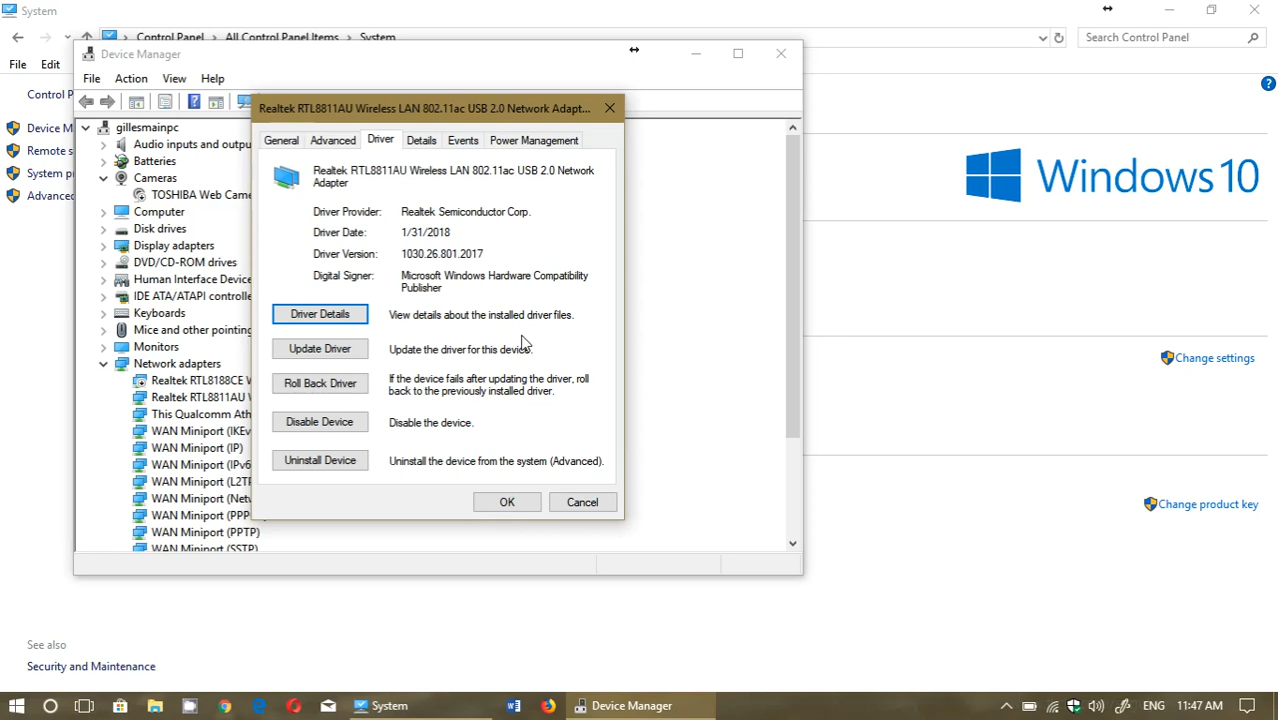 System
Control Panel
All Control Panel Items
System
Search Control Panel
File
Edit
Control P
Device M
Remote s
System p
Advance
Device Manager
File
Action
View
Help
gillesmainpc
Audio inputs and outpu
Batteries
Cameras
TOSHIBA Web Came
Computer
Disk drives
Display adapters
DVD/CD-ROM drives
Human Interface Device
IDE ATA/ATAPI controlle
Keyboards
Mice and other pointing
Monitors
Network adapters
Realtek RTL8188CE W
Realtek RTL8811AU W
This Qualcomm Ath
WAN Miniport (IKEv
WAN Miniport (IP)
WAN Miniport (IPv6
WAN Miniport (L2TP
WAN Miniport (Netw
WAN Miniport (PPP
WAN Miniport (PPTP)
WAN Miniport (SSTP)
Realtek RTL8811AU Wireless LAN 802.11ac USB 2.0 Network Adapt...
General
Advanced
Driver
Details
Events
Power Management
Realtek RTL8811AU Wireless LAN 802.11ac USB 2.0 Network
Adapter
Driver Provider: Realtek Semiconductor Corp.
Driver Date: 1/31/2018
Driver Version: 1030.26.801.2017
Digital Signer: Microsoft Windows Hardware Compatibility
Publisher
Driver Details
View details about the installed driver files.
Update Driver
Update the driver for this device.
Roll Back Driver
If the device fails after updating the driver, roll
back to the previously installed driver.
Disable Device
Disable the device.
Uninstall Device
Uninstall the device from the system (Advanced).
OK
Cancel
Windows 10
Change settings
Change product key
See also
Security and Maintenance
System
Device Manager
ENG
11:47 AM